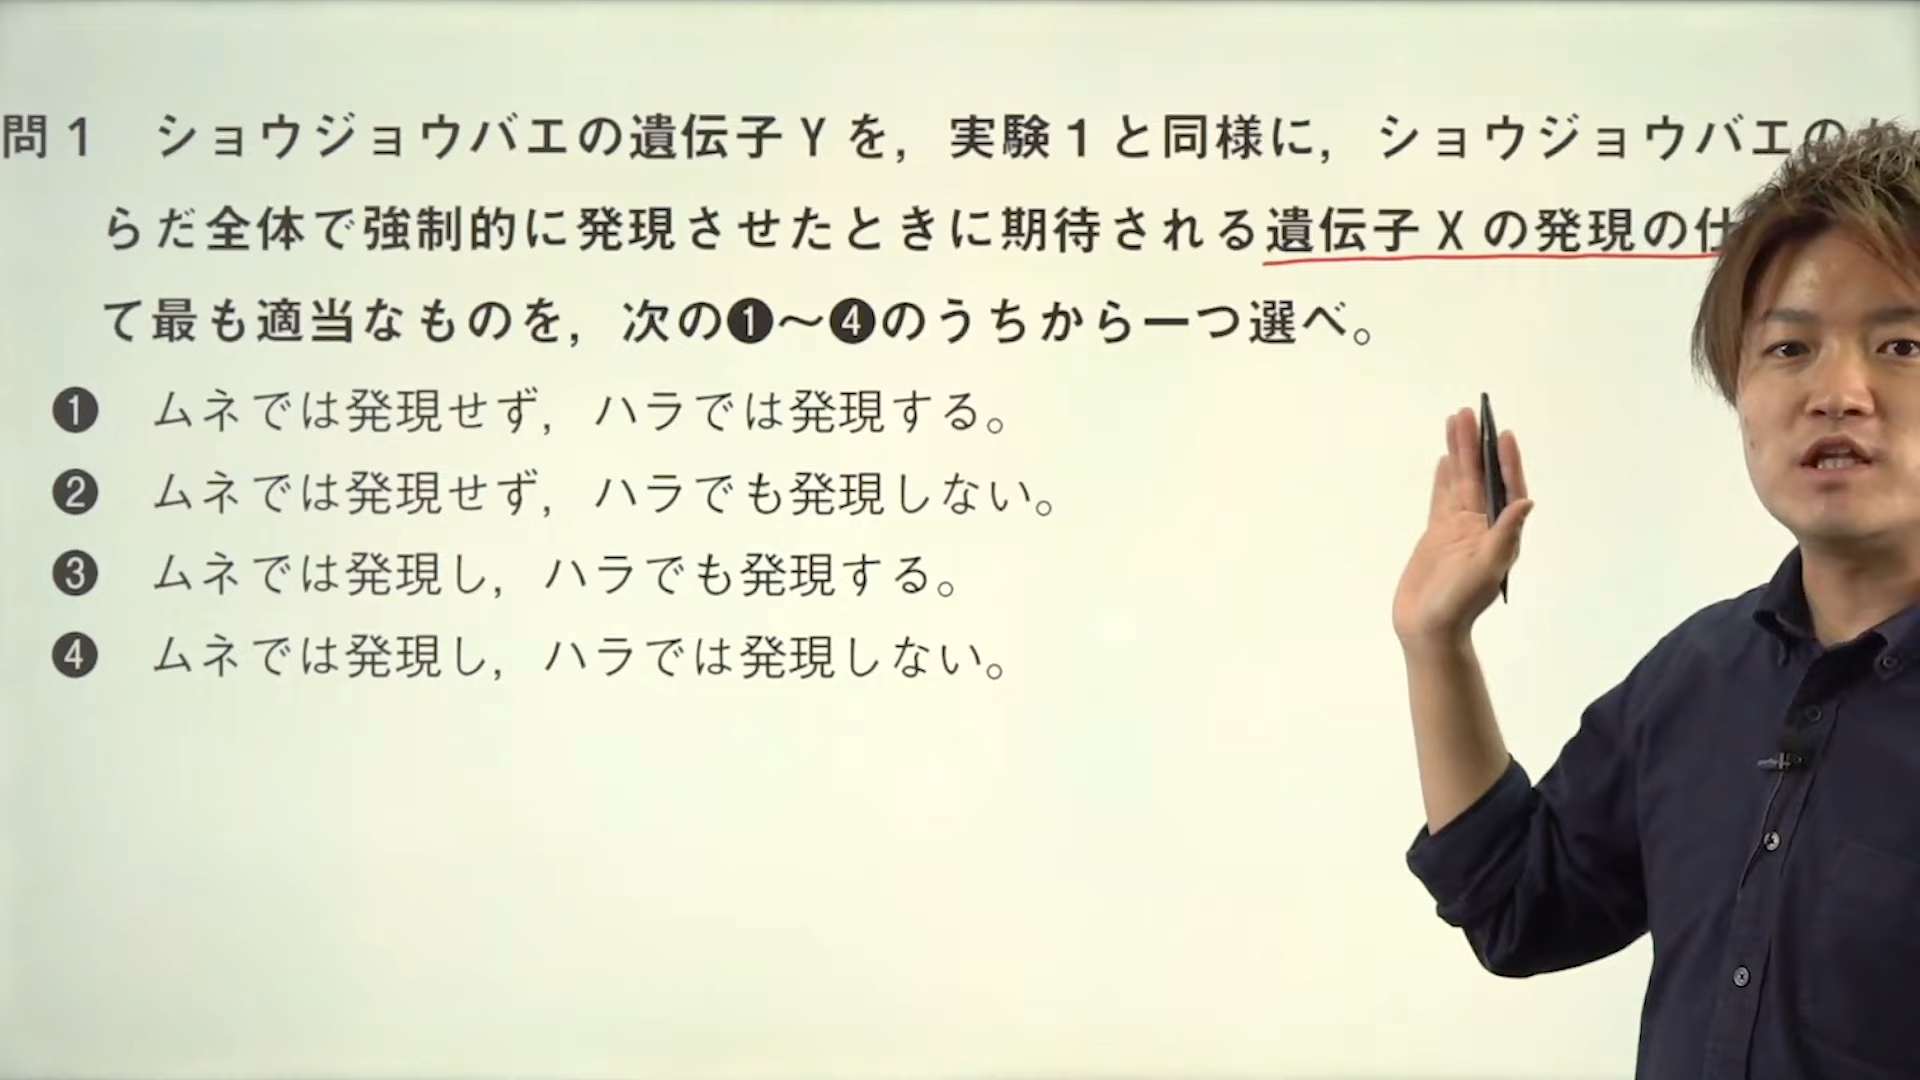 問1 ショウジョウバエの遺伝子Yを，実験1と同様に，ショウジョウバエの
らだ全体で強制的に発現させたときに期待される遺伝子Xの発現の仕
て最も適当なものを，次の❶～❹のうちから一つ選べ。
❶ ムネでは発現せず，ハラでは発現する。
❷ ムネでは発現せず，ハラでも発現しない。
❸ ムネでは発現し，ハラでも発現する。
❹ ムネでは発現し，ハラでは発現しない。